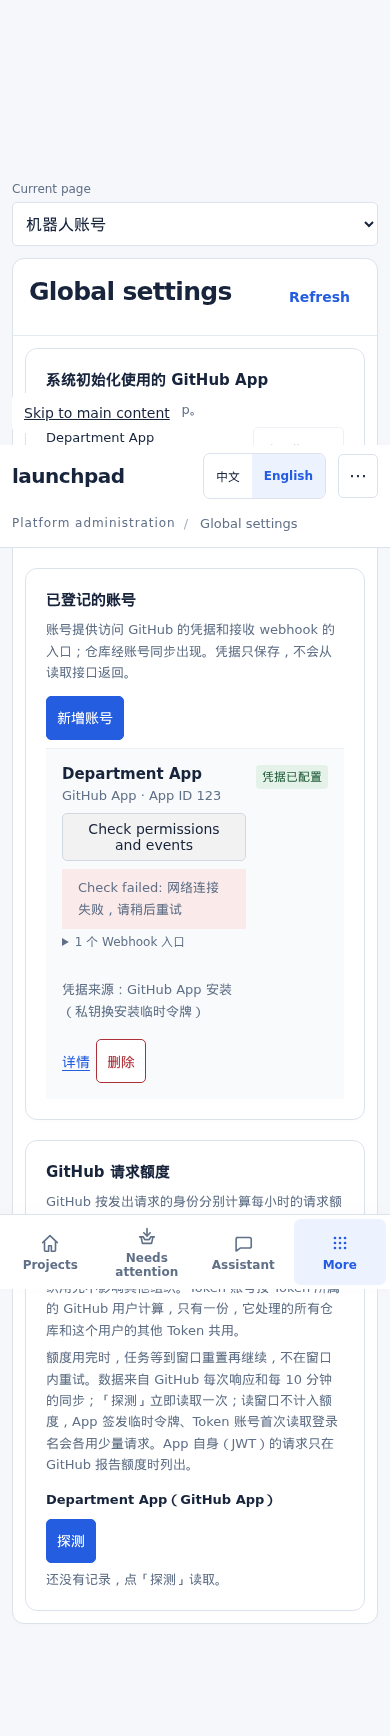 Current page
机器人账号
Global settings
Refresh
系统初始化使用的 GitHub App
Skip to main content
p。
Department App
launchpad
中文
English
...
Platform administration / Global settings
已登记的账号
账号提供访问 GitHub 的凭据和接收 webhook 的
入口；仓库经账号同步出现。凭据只保存，不会从
读取接口返回。
新增账号
Department App
凭据已配置
GitHub App · App ID 123
Check permissions
and events
Check failed: 网络连接
失败，请稍后重试
▶ 1 个 Webhook 入口
凭据来源：GitHub App 安装
（私钥换安装临时令牌）
详情
删除
GitHub 请求额度
GitHub 按发出请求的身份分别计算每小时的请求额
Projects
Needs
attention
Assistant
More
的 GitHub 用户计算，只有一份，它处理的所有仓
库和这个用户的其他 Token 共用。
额度用完时，任务等到窗口重置再继续，不在窗口
内重试。数据来自 GitHub 每次响应和每 10 分钟
的同步；「探测」立即读取一次；读窗口不计入额
度，App 签发临时令牌、Token 账号首次读取登录
名会各用少量请求。App 自身（JWT）的请求只在
GitHub 报告额度时列出。
Department App（GitHub App）
探测
还没有记录，点「探测」读取。